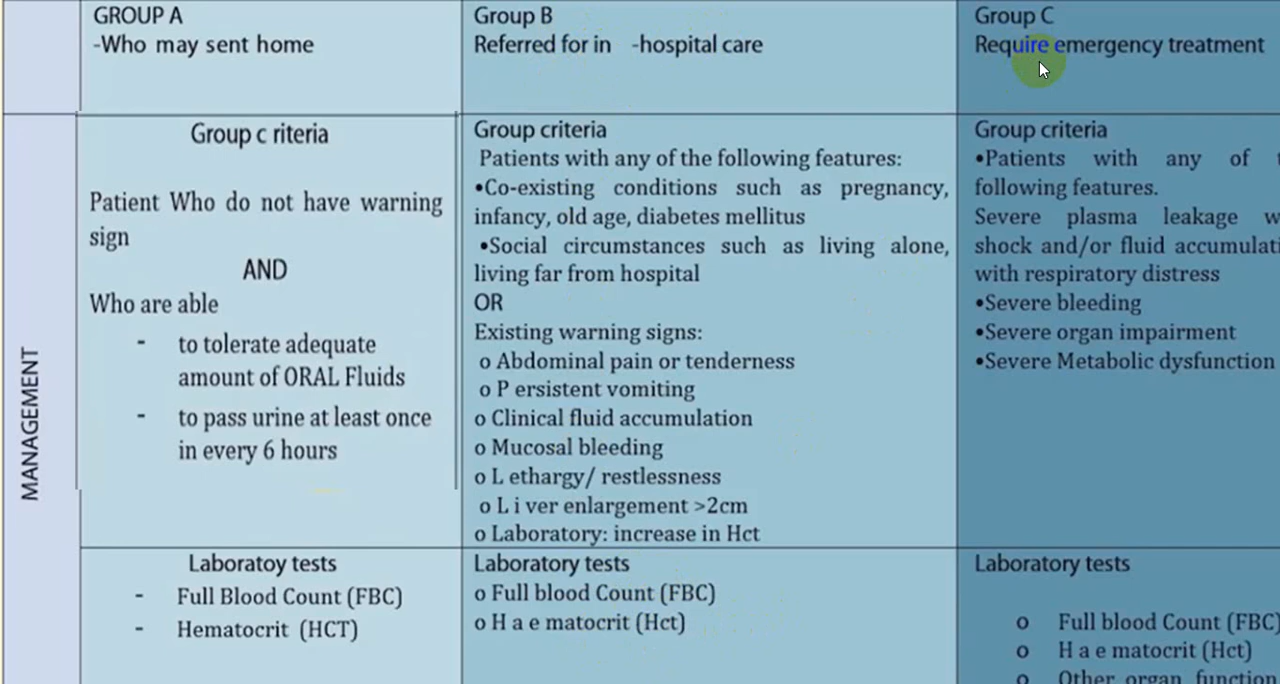 GROUP A
-Who may sent home
Group B
Referred for in -hospital care
Group C
Require emergency treatment
MANAGEMENT
Group c riteria
Patient Who do not have warning
sign
AND
Who are able
- to tolerate adequate
amount of ORAL Fluids
- to pass urine at least once
in every 6 hours
Group criteria
Patients with any of the following features:
•Co-existing conditions such as pregnancy,
infancy, old age, diabetes mellitus
•Social circumstances such as living alone,
living far from hospital
OR
Existing warning signs:
o Abdominal pain or tenderness
o P ersistent vomiting
o Clinical fluid accumulation
o Mucosal bleeding
o L ethargy/ restlessness
o L i ver enlargement >2cm
o Laboratory: increase in Hct
Group criteria
•Patients with any of
following features.
Severe plasma leakage
shock and/or fluid
with respiratory distress
•Severe bleeding
•Severe organ impairment
•Severe Metabolic dysfunction
Laboratoy tests
- Full Blood Count (FBC)
- Hematocrit (HCT)
Laboratory tests
o Full blood Count (FBC)
o H a e matocrit (Hct)
Laboratory tests
o Full blood Count (FBC)
o H a e matocrit (Hct)
o Other organ function